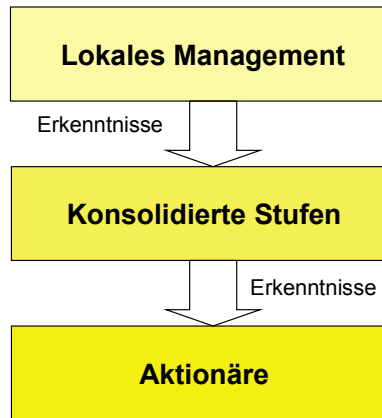 Lokales Management
Erkenntnisse
Konsolidierte Stufen
Erkenntnisse
Aktionäre